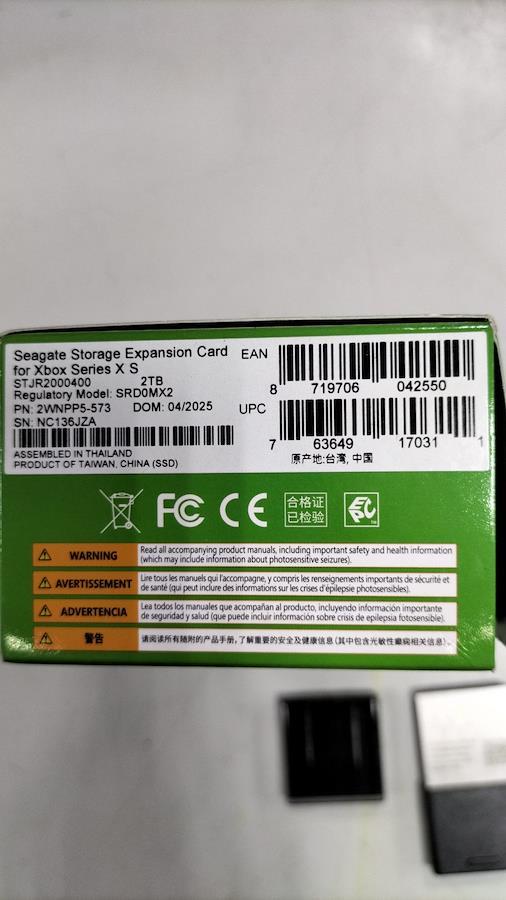 Seagate Storage Expansion Card
for Xbox Series X S
STJR2000400 2TB
Regulatory Model: SRD0MX2
PN: 2WNPP5-573 DOM: 04/2025
SN: NC136JZA
ASSEMBLED IN THAILAND
PRODUCT OF TAIWAN, CHINA (SSD)
EAN
8 719706 042550
UPC
7 63649 17031 1
原产地:台湾, 中国
FC CE
合格证
已检验
EPC™
WARNING
Read all accompanying product manuals, including important safety and health information
(which may include information about photosensitive seizures).
AVERTISSEMENT
Lire tous les manuels qui l'accompagne, y compris les renseignements importants de sécurité et
de santé (qui peut inclure des informations sur les crises d'épilepsie photosensibles).
ADVERTENCIA
Lea todos los manuales que acompañan al producto, incluyendo información importante
de seguridad y salud (que puede incluir información sobre crisis de epilepsia fotosensible).
警告
请阅读所有随附的产品手册,了解重要的安全及健康信息(其中包含光敏性癫痫相关信息).